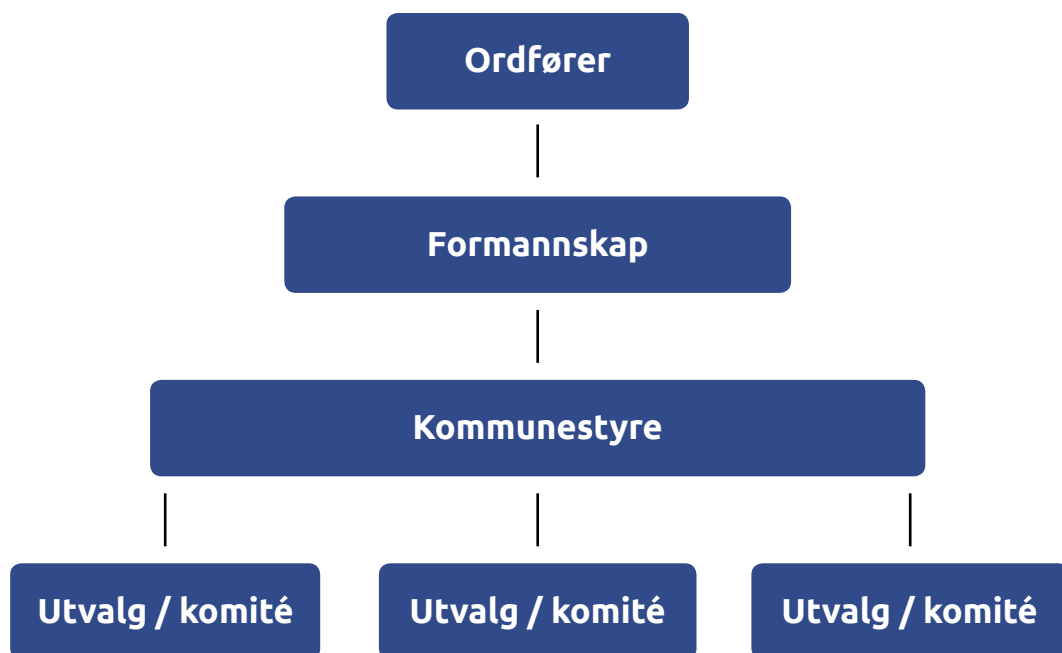 Ordfører
Formannskap
Kommunestyre
Utvalg / komité
Utvalg / komité
Utvalg / komité